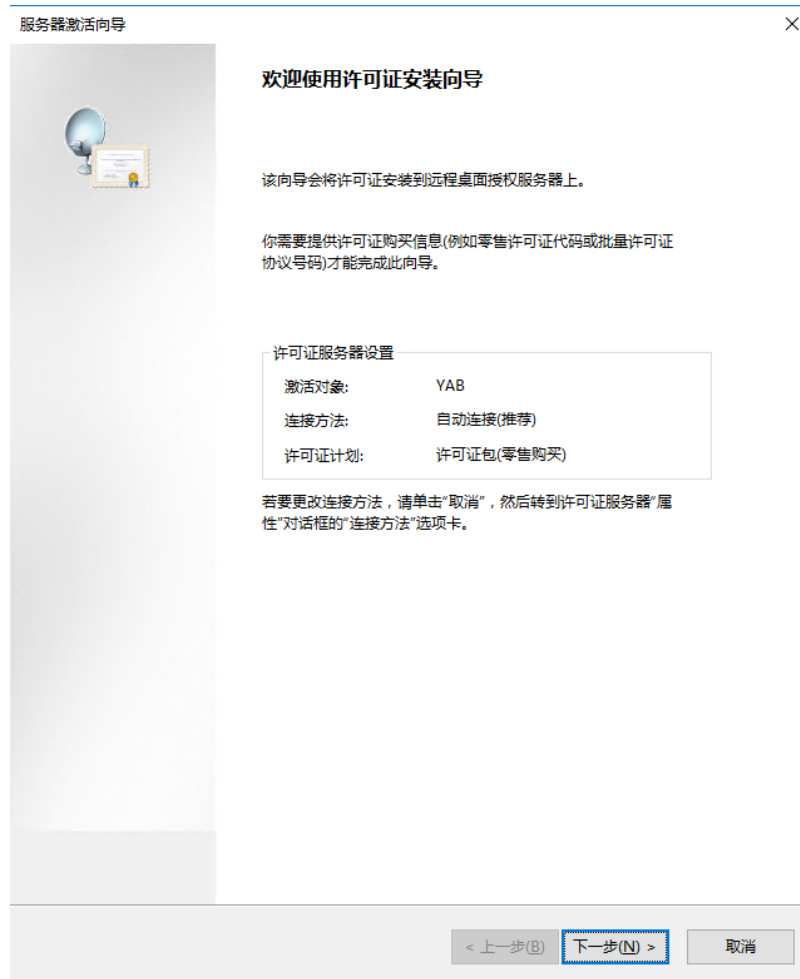 服务器激活向导
欢迎使用许可证安装向导
该向导会将许可证安装到远程桌面授权服务器上。
你需要提供许可证购买信息(例如零售许可证代码或批量许可证
协议号码)才能完成此向导。
许可证服务器设置
激活对象: YAB
连接方法: 自动连接(推荐)
许可证计划: 许可证包(零售购买)
若要更改连接方法，请单击“取消”，然后转到许可证服务器“属
性”对话框的“连接方法”选项卡。
< 上一步(B) 下一步(N) > 取消